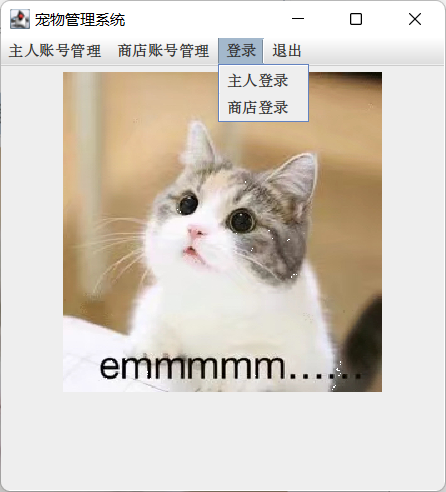 宠物管理系统
主人账号管理 商店账号管理 登录 退出
主人登录
商店登录
emmmmm......